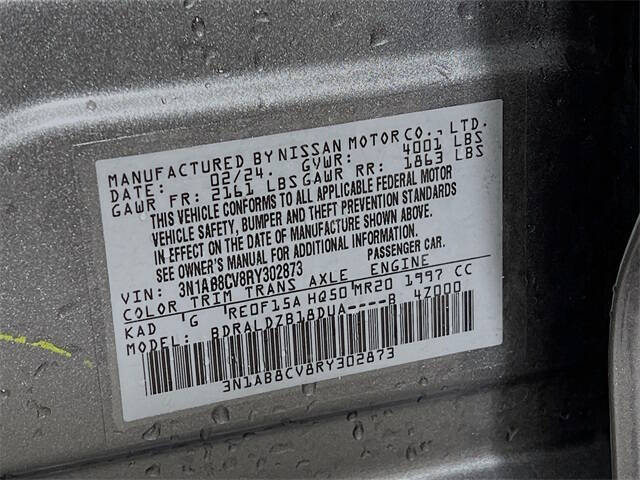 MANUFACTURED BY NISSAN MOTOR CO., LTD.
DATE: 02/24. GVWR: 4001 LBS
GAWR FR: 2161 LBS GAWR RR: 1863 LBS
THIS VEHICLE CONFORMS TO ALL APPLICABLE FEDERAL MOTOR
VEHICLE SAFETY, BUMPER AND THEFT PREVENTION STANDARDS
IN EFFECT ON THE DATE OF MANUFACTURE SHOWN ABOVE.
SEE OWNER'S MANUAL FOR ADDITIONAL INFORMATION.
VIN: 3N1AB8CV8RY302873 PASSENGER CAR.
COLOR TRIM TRANS AXLE ENGINE
KAD G RE0F15A HQ50 MR20 1997 CC
MODEL: BDRALDZB18DUA----B 4Z000
3N1AB8CV8RY302873